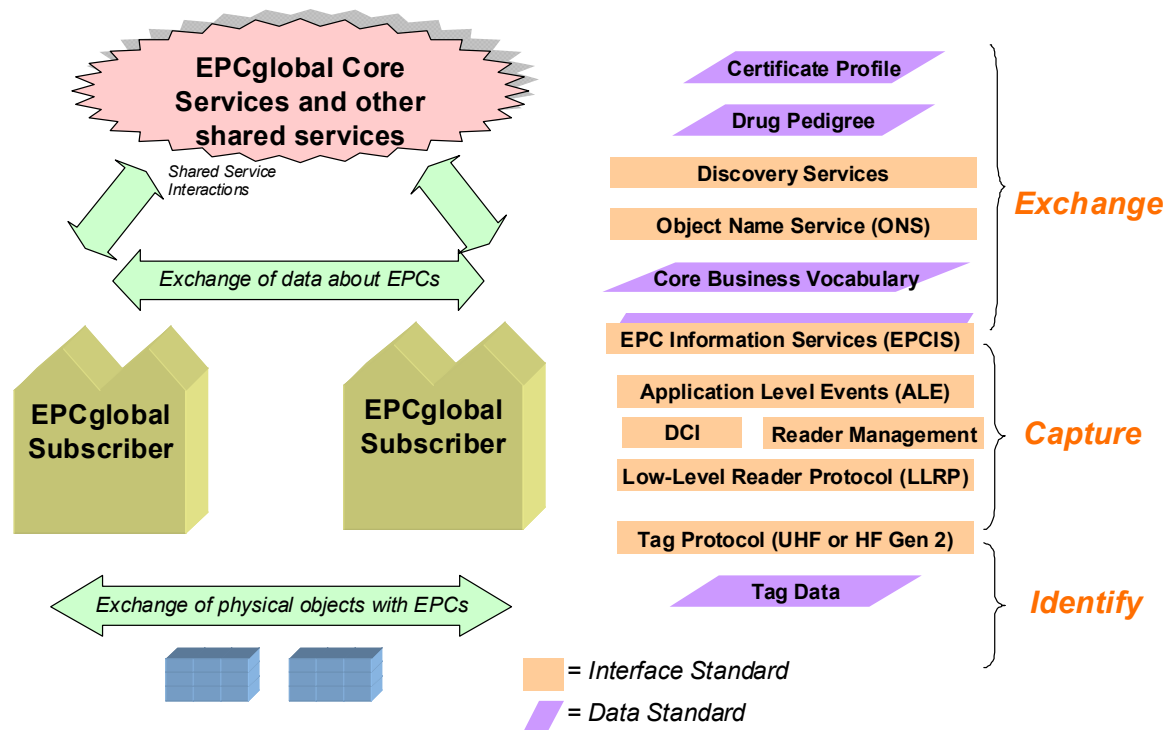 EPCglobal Core
Services and other
shared services
Shared Service
Interactions
Exchange of data about EPCs
EPCglobal
Subscriber
EPCglobal
Subscriber
Exchange of physical objects with EPCs
Certificate Profile
Drug Pedigree
Discovery Services
Object Name Service (ONS)
Core Business Vocabulary
EPC Information Services (EPCIS)
Application Level Events (ALE)
DCI
Reader Management
Low-Level Reader Protocol (LLRP)
Tag Protocol (UHF or HF Gen 2)
Tag Data
Exchange
Capture
Identify
= Interface Standard
= Data Standard